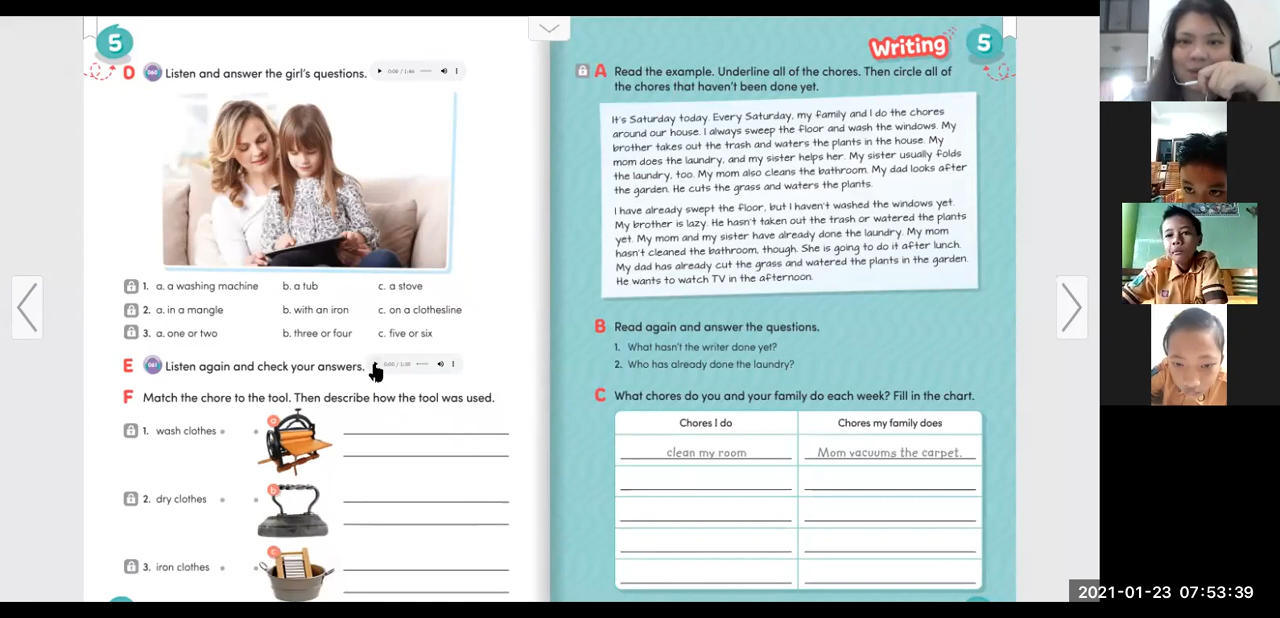 5
D Listen and answer the girl's questions.
0:00 / 1:46
1. a. a washing machine b. a tub c. a stove
2. a. in a mangle b. with an iron c. on a clothesline
3. a. one or two b. three or four c. five or six
E Listen again and check your answers.
F Match the chore to the tool. Then describe how the tool was used.
1. wash clothes
a
2. dry clothes
b
3. iron clothes
c
Writing 5
A Read the example. Underline all of the chores. Then circle all of
the chores that haven't been done yet.
It's Saturday today. Every Saturday, my family and I do the chores
around our house. I always sweep the floor and wash the windows. My
brother takes out the trash and waters the plants in the house. My
mom does the laundry, and my sister helps her. My sister usually folds
the laundry, too. My mom also cleans the bathroom. My dad looks after
the garden. He cuts the grass and waters the plants.
I have already swept the floor, but I haven't washed the windows yet.
My brother is lazy. He hasn't taken out the trash or watered the plants
yet. My mom and my sister have already done the laundry. My mom
hasn't cleaned the bathroom, though. She is going to do it after lunch.
My dad has already cut the grass and watered the plants in the garden.
He wants to watch TV in the afternoon.
B Read again and answer the questions.
1. What hasn't the writer done yet?
2. Who has already done the laundry?
C What chores do you and your family do each week? Fill in the chart.
Chores I do Chores my family does
clean my room Mom vacuums the carpet.
2021-01-23 07:53:39